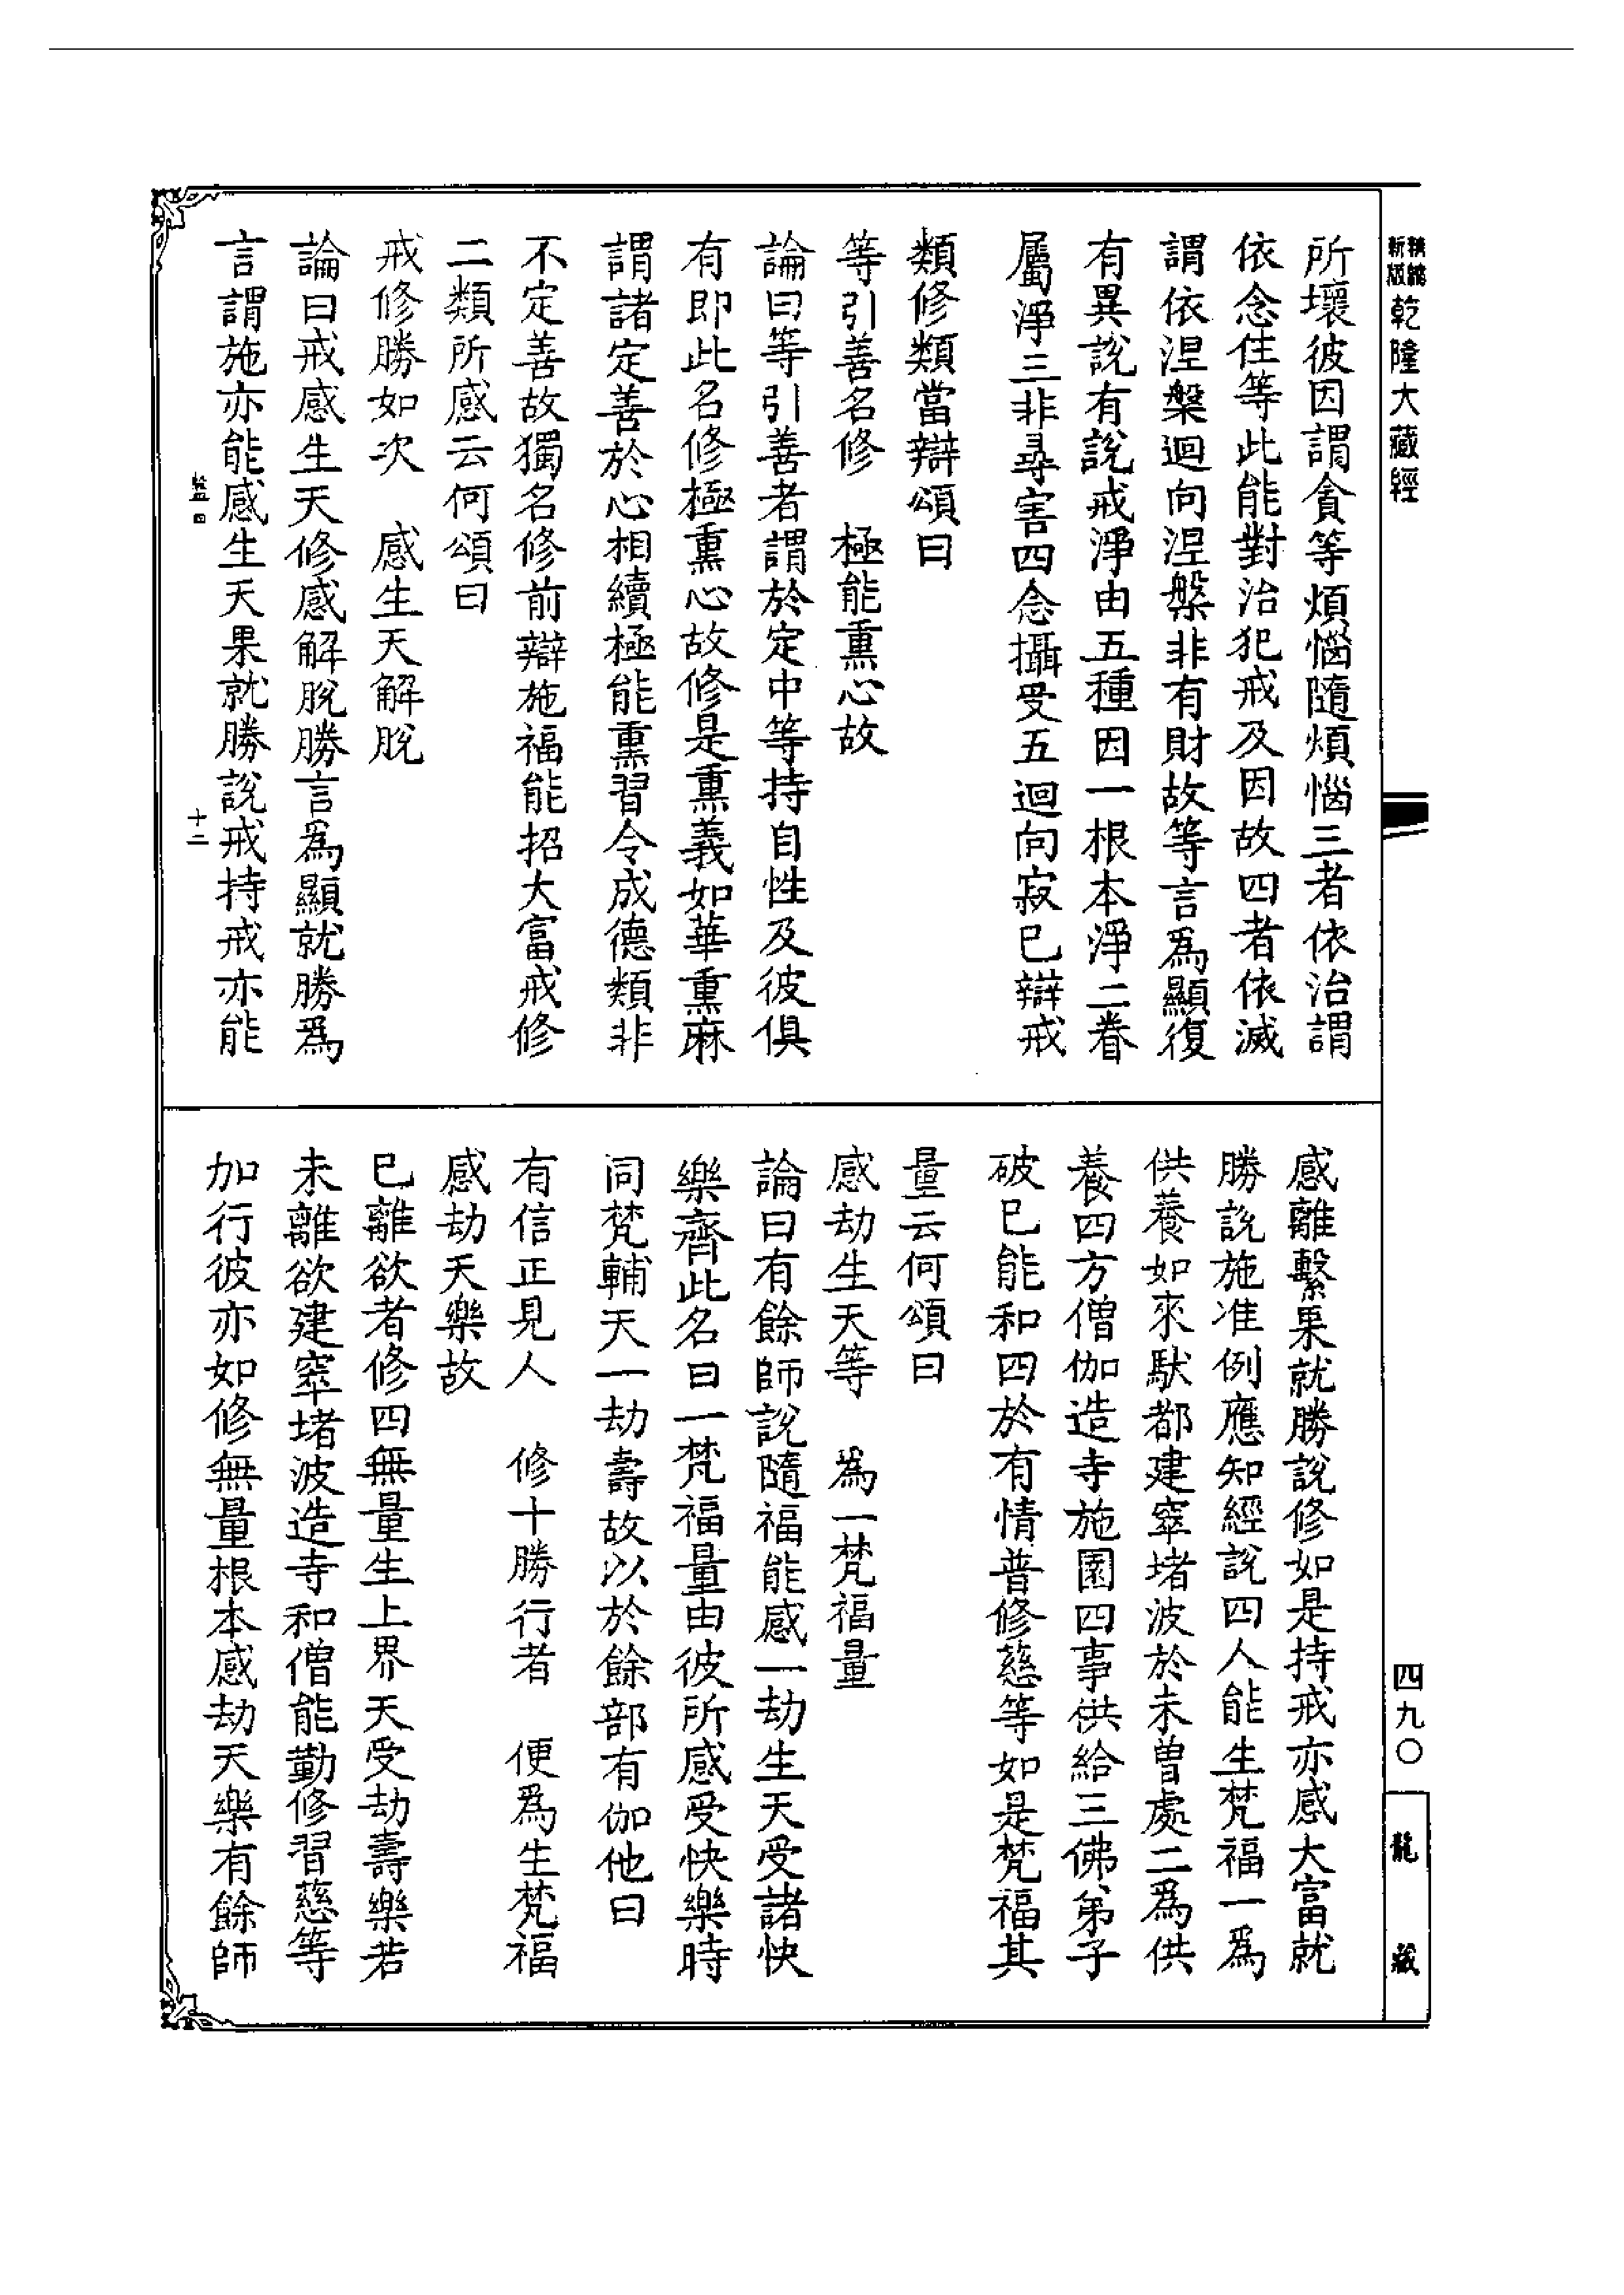 精縮新版乾隆大藏經
所壞彼因謂貪等煩惱隨煩惱三者依治謂
依念住等此能對治犯戒及因故四者依滅
謂依涅槃迴向涅槃非有財故等言爲顯復
有異說有說戒淨由五種因一根本淨二眷
屬淨三非尋害四念攝受五迴向寂已辯戒
類修類當辯頌曰
等引善名修　極能熏心故
論曰等引善者謂於定中等持自性及彼俱
有即此名修極熏心故修是熏義如華熏麻
謂諸定善於心相續極能熏習令成德類非
不定善故獨名修前辯施福能招大富戒修
二類所感云何頌曰
戒修勝如次　感生天解脫
論曰戒感生天修感解脫勝言爲顯就勝爲
言謂施亦能感生天果就勝說戒持戒亦能
十二
感離繫果就勝說修如是持戒亦感大富就
勝說施准例應知經說四人能生梵福一爲
供養如來馱都建窣堵波於未曾處二爲供
養四方僧伽造寺施園四事供給三佛弟子
破已能和四於有情普修慈等如是梵福其
量云何頌曰
感劫生天等　爲一梵福量
論曰有餘師說隨福能感一劫生天受諸快
樂齊此名曰一梵福量由彼所感受快樂時
同梵輔天一劫壽故以於餘部有伽他曰
有信正見人　修十勝行者　便爲生梵福
感劫天樂故
已離欲者修四無量生上界天受劫壽樂若
未離欲建窣堵波造寺和僧能勤修習慈等
加行彼亦如修無量根本感劫天樂有餘師
四九〇
龍藏